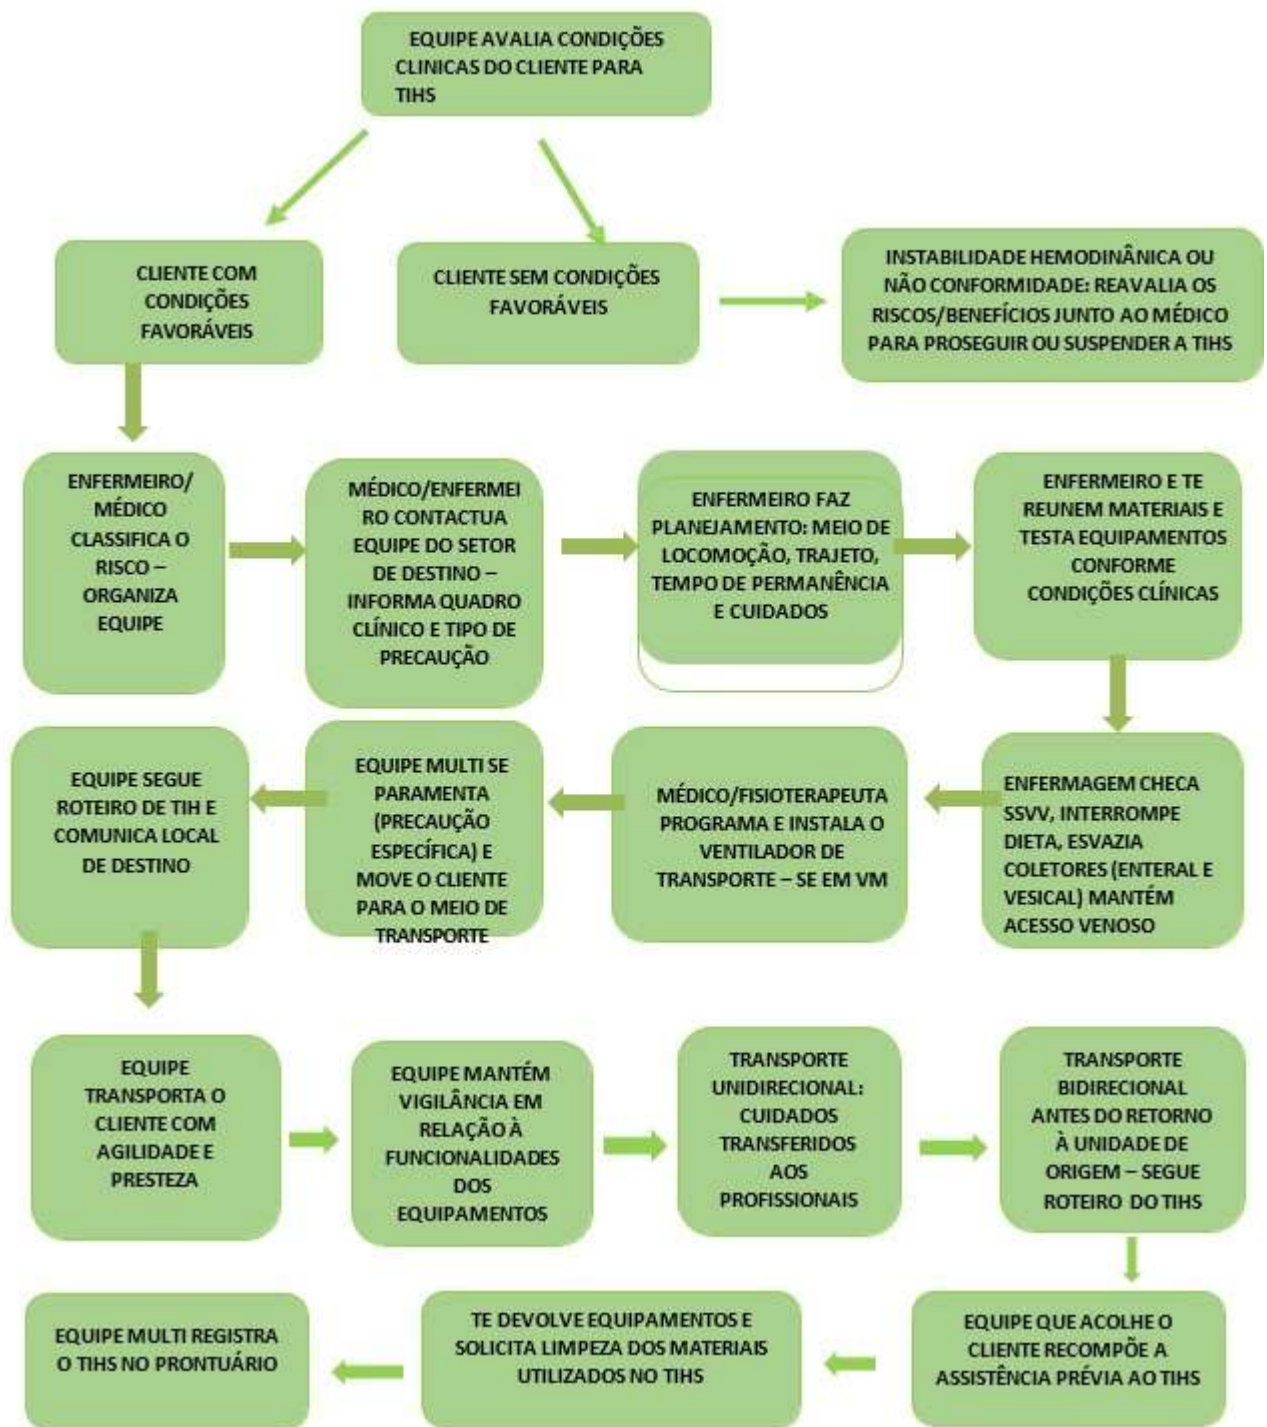 EQUIPE AVALIA CONDIÇÕES
CLINICAS DO CLIENTE PARA
TIHS
CLIENTE COM
CONDIÇÕES
FAVORÁVEIS
CLIENTE SEM CONDIÇÕES
FAVORÁVEIS
INSTABILIDADE HEMODINÂNICA OU
NÃO CONFORMIDADE: REAVALIA OS
RISCOS/BENEFÍCIOS JUNTO AO MÉDICO
PARA PROSEGUIR OU SUSPENDER A TIHS
ENFERMEIRO/
MÉDICO
CLASSIFICA O
RISCO –
ORGANIZA
EQUIPE
MÉDICO/ENFERMEI
RO CONTACTUA
EQUIPE DO SETOR
DE DESTINO –
INFORMA QUADRO
CLÍNICO E TIPO DE
PRECAUÇÃO
ENFERMEIRO FAZ
PLANEJAMENTO: MEIO DE
LOCOMOÇÃO, TRAJETO,
TEMPO DE PERMANÊNCIA
E CUIDADOS
ENFERMEIRO E TE
REUNEM MATERIAIS E
TESTA EQUIPAMENTOS
CONFORME
CONDIÇÕES CLÍNICAS
ENFERMAGEM CHECA
SSVV, INTERROMPE
DIETA, ESVAZIA
COLETORES (ENTERAL E
VESICAL) MANTÉM
ACESSO VENOSO
MÉDICO/FISIOTERAPEUTA
PROGRAMA E INSTALA O
VENTILADOR DE
TRANSPORTE – SE EM VM
EQUIPE MULTI SE
PARAMENTA
(PRECAUÇÃO
ESPECÍFICA) E
MOVE O CLIENTE
PARA O MEIO DE
TRANSPORTE
EQUIPE SEGUE
ROTEIRO DE TIH E
COMUNICA LOCAL
DE DESTINO
EQUIPE
TRANSPORTA O
CLIENTE COM
AGILIDADE E
PRESTEZA
EQUIPE MANTÉM
VIGILÂNCIA EM
RELAÇÃO À
FUNCIONALIDADES
DOS
EQUIPAMENTOS
TRANSPORTE
UNIDIRECIONAL:
CUIDADOS
TRANSFERIDOS
AOS
PROFISSIONAIS
TRANSPORTE
BIDIRECIONAL
ANTES DO RETORNO
À UNIDADE DE
ORIGEM – SEGUE
ROTEIRO DO TIHS
EQUIPE QUE ACOLHE O
CLIENTE RECOMPÕE A
ASSISTÊNCIA PRÉVIA AO TIHS
TE DEVOLVE EQUIPAMENTOS E
SOLICITA LIMPEZA DOS MATERIAIS
UTILIZADOS NO TIHS
EQUIPE MULTI REGISTRA
O TIHS NO PRONTUÁRIO